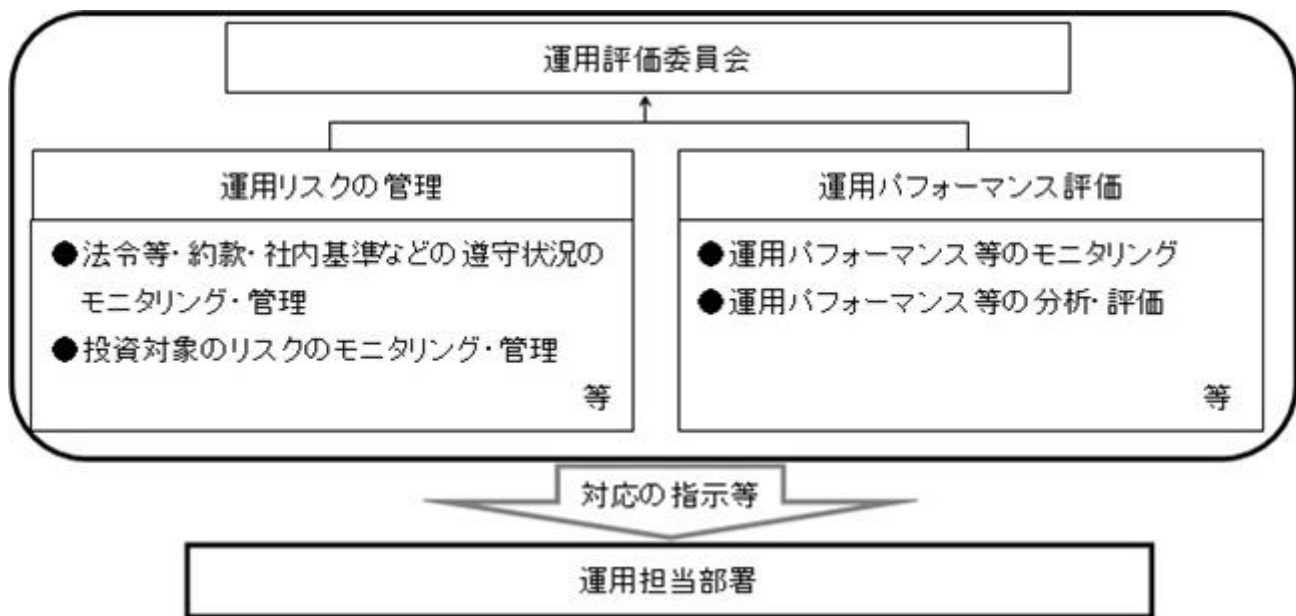 運用評価委員会
運用リスクの管理
●法令等・約款・社内基準などの遵守状況の
モニタリング・管理
●投資対象のリスクのモニタリング・管理
等
運用パフォーマンス評価
●運用パフォーマンス等のモニタリング
●運用パフォーマンス等の分析・評価
等
対応の指示等
運用担当部署